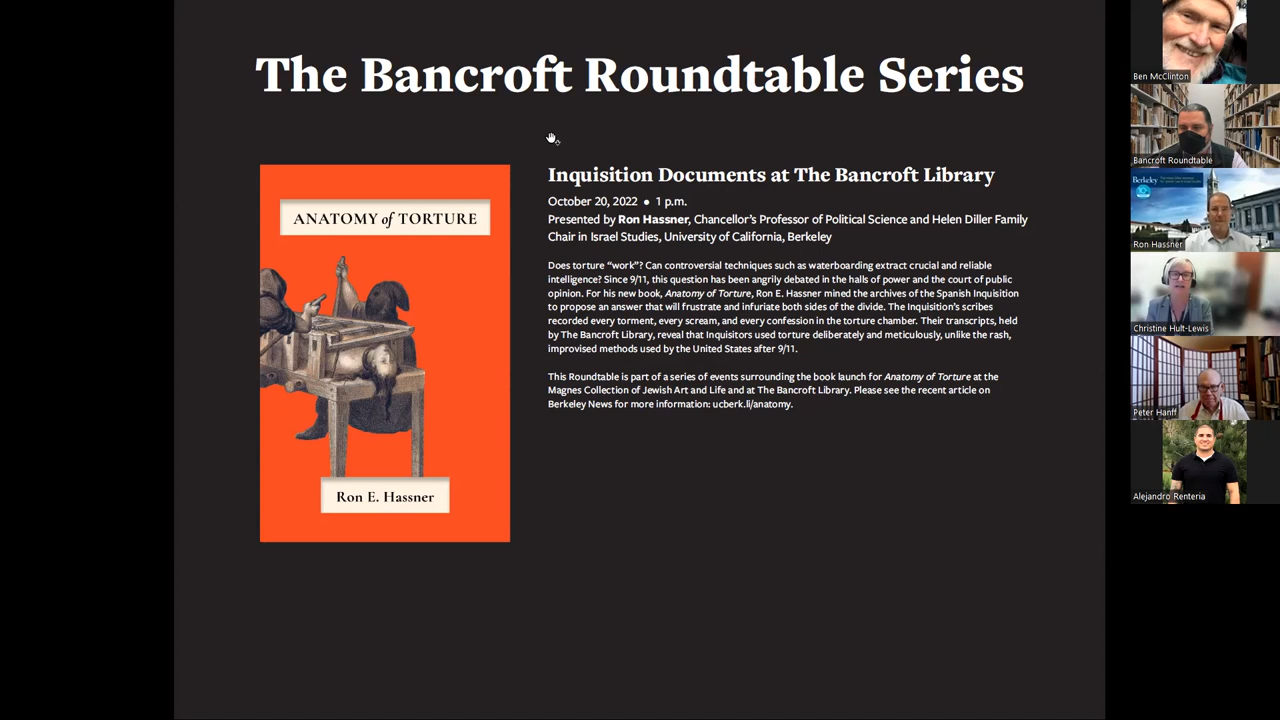 The Bancroft Roundtable Series
ANATOMY of TORTURE
Ron E. Hassner
Inquisition Documents at The Bancroft Library
October 20, 2022 • 1 p.m.
Presented by Ron Hassner, Chancellor's Professor of Political Science and Helen Diller Family
Chair in Israel Studies, University of California, Berkeley
Does torture “work”? Can controversial techniques such as waterboarding extract crucial and reliable
intelligence? Since 9/11, this question has been angrily debated in the halls of power and the court of public
opinion. For his new book, Anatomy of Torture, Ron E. Hassner mined the archives of the Spanish Inquisition
to propose an answer that will frustrate and infuriate both sides of the divide. The Inquisition's scribes
recorded every torment, every scream, and every confession in the torture chamber. Their transcripts, held
by The Bancroft Library, reveal that Inquisitors used torture deliberately and meticulously, unlike the rash,
improvised methods used by the United States after 9/11.
This Roundtable is part of a series of events surrounding the book launch for Anatomy of Torture at the
Magnes Collection of Jewish Art and Life and at The Bancroft Library. Please see the recent article on
Berkeley News for more information: ucberk.li/anatomy.
Ben McClinton
Bancroft Roundtable
Berkeley
Ron Hassner
Christine Hult-Lewis
Peter Hanff
Alejandro Renteria